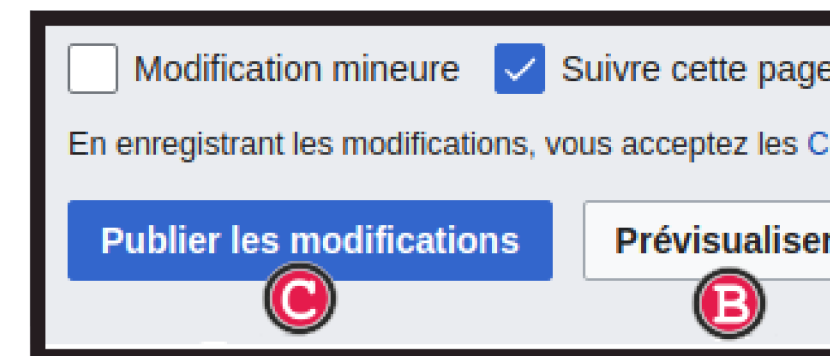 Modification mineure Suivre cette page
En enregistrant les modifications, vous acceptez les C
Publier les modifications Prévisualiser
C B